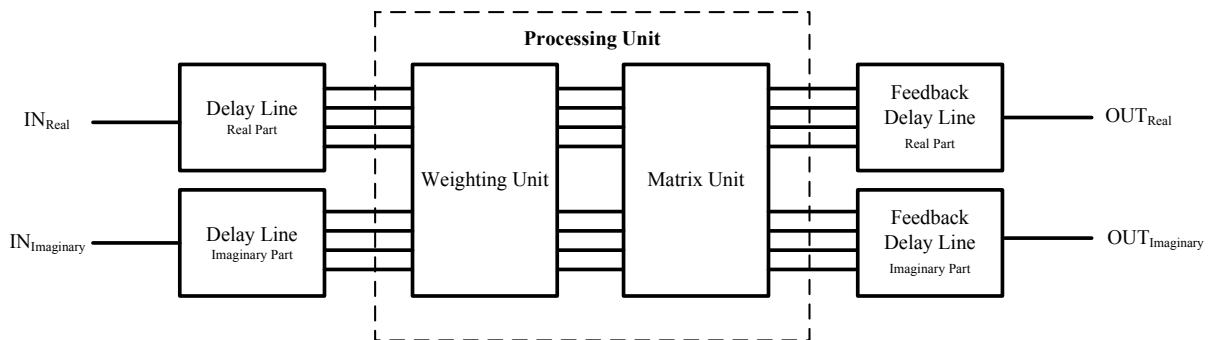 Processing Unit
IN_Real
Delay Line
Real Part
Weighting Unit
Matrix Unit
Feedback
Delay Line
Real Part
OUT_Real
IN_Imaginary
Delay Line
Imaginary Part
Feedback
Delay Line
Imaginary Part
OUT_Imaginary